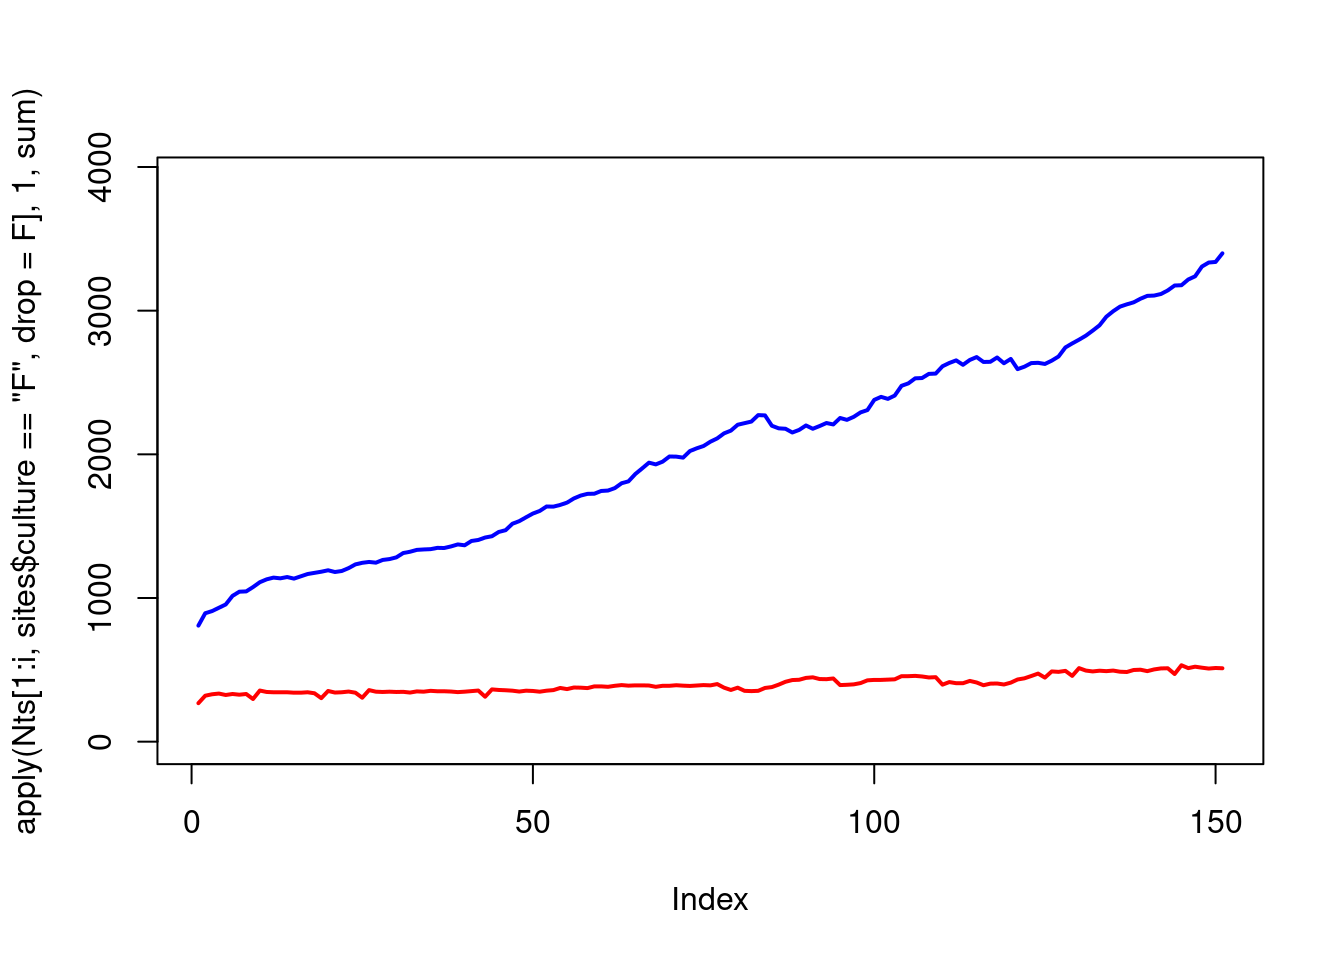 apply(Nts[1:i, sites$culture == "F", drop = F], 1, sum)
4000
3000
2000
1000
0
0 50 100 150
Index